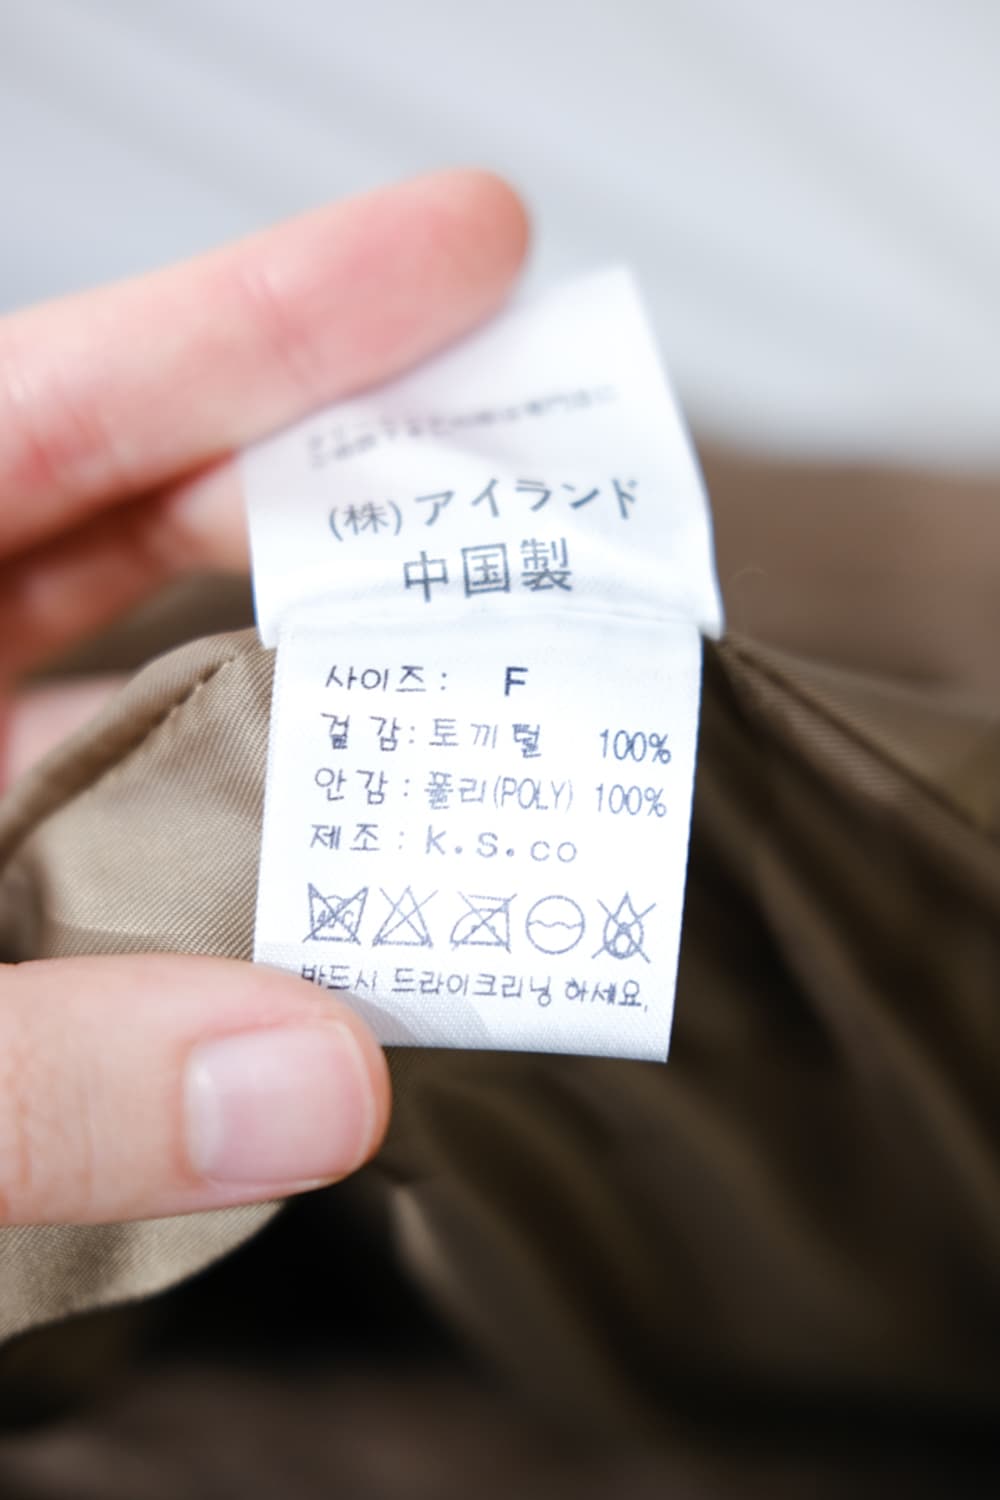 (株)アイランド
中国製
사이즈 : F
겉 감 : 토끼털 100%
안 감 : 폴리(POLY) 100%
제 조 : K.S.co
반드시 드라이크리닝 하세요.